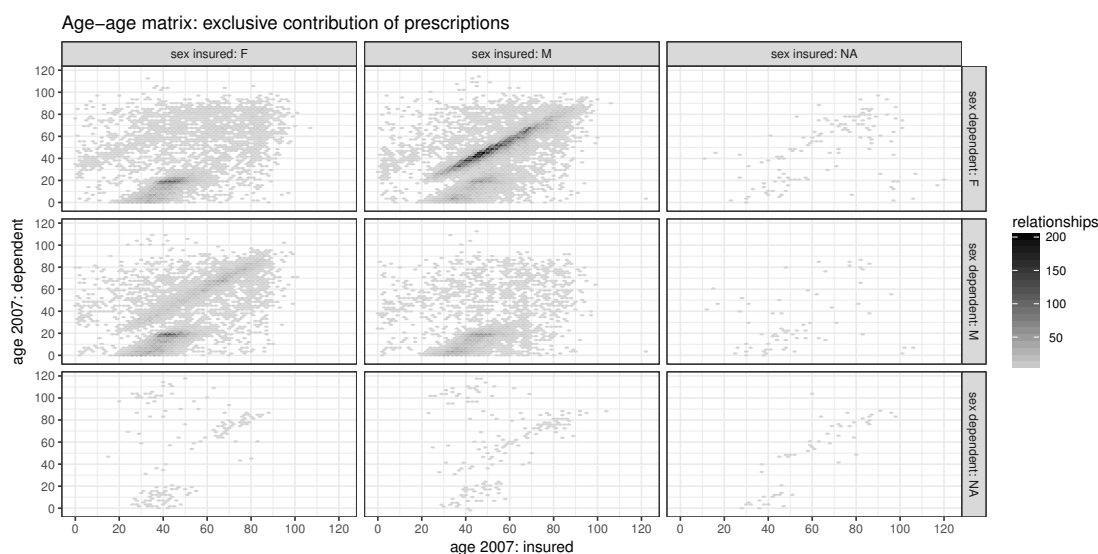 Age−age matrix: exclusive contribution of prescriptions
sex insured: F
sex insured: M
sex insured: NA
120
100
80
60
40
20
0
sex dependent: F
120
100
80
60
40
20
0
sex dependent: M
120
100
80
60
40
20
0
sex dependent: NA
0 20 40 60 80 100 120
0 20 40 60 80 100 120
0 20 40 60 80 100 120
age 2007: insured
age 2007: dependent
relationships
200
150
100
50